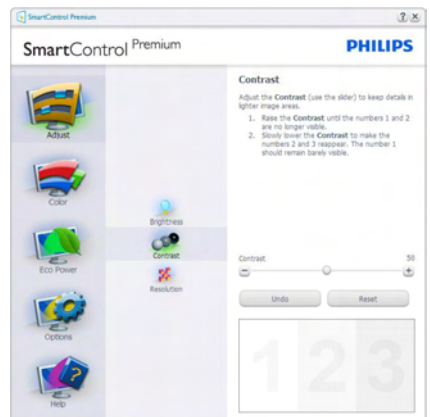 SmartControl Premium
SmartControl Premium
PHILIPS
Adjust
Color
Eco Power
Options
Help
Brightness
Contrast
Resolution
Contrast
Adjust the Contrast (use the slider) to keep details in
lighter image areas.
1. Raise the Contrast until the numbers 1 and 2
are no longer visible.
2. Slowly lower the Contrast to make the
numbers 2 and 3 reappear. The number 1
should remain barely visible.
Contrast 50
Undo Reset
1 2 3